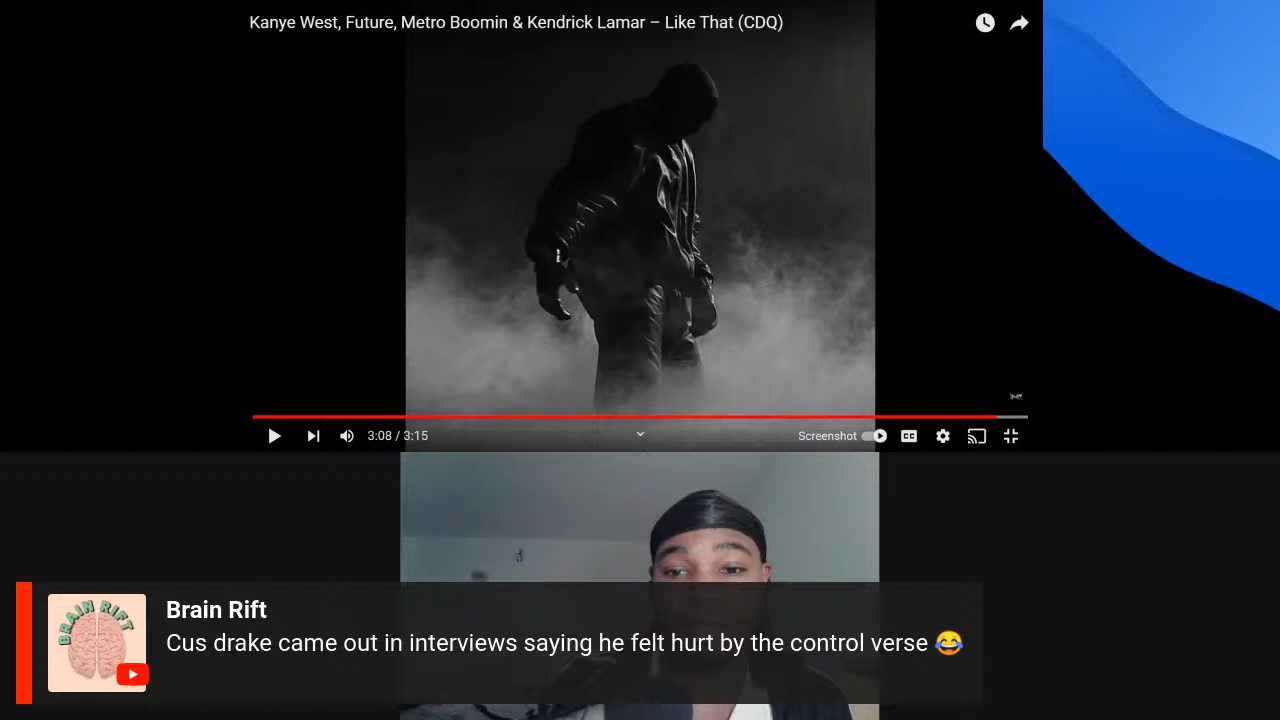 Kanye West, Future, Metro Boomin & Kendrick Lamar – Like That (CDQ)
3:08 / 3:15
Screenshot
CC
BRAIN RIFT
Brain Rift
Cus drake came out in interviews saying he felt hurt by the control verse 😂